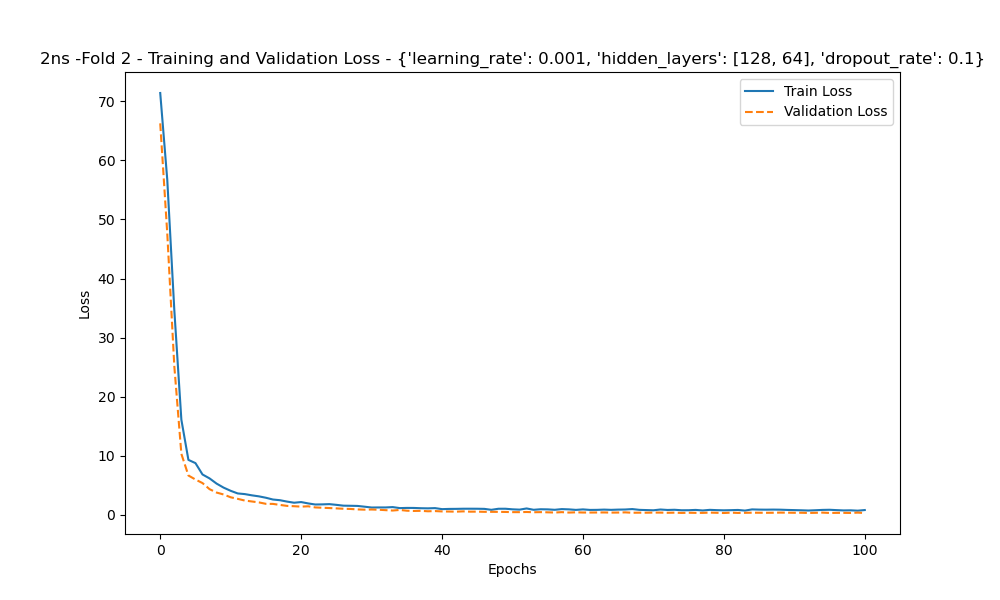 2ns -Fold 2 - Training and Validation Loss - {'learning_rate': 0.001, 'hidden_layers': [128, 64], 'dropout_rate': 0.1}
Train Loss
Validation Loss
70
60
50
40
30
20
10
0
Loss
0 20 40 60 80 100
Epochs